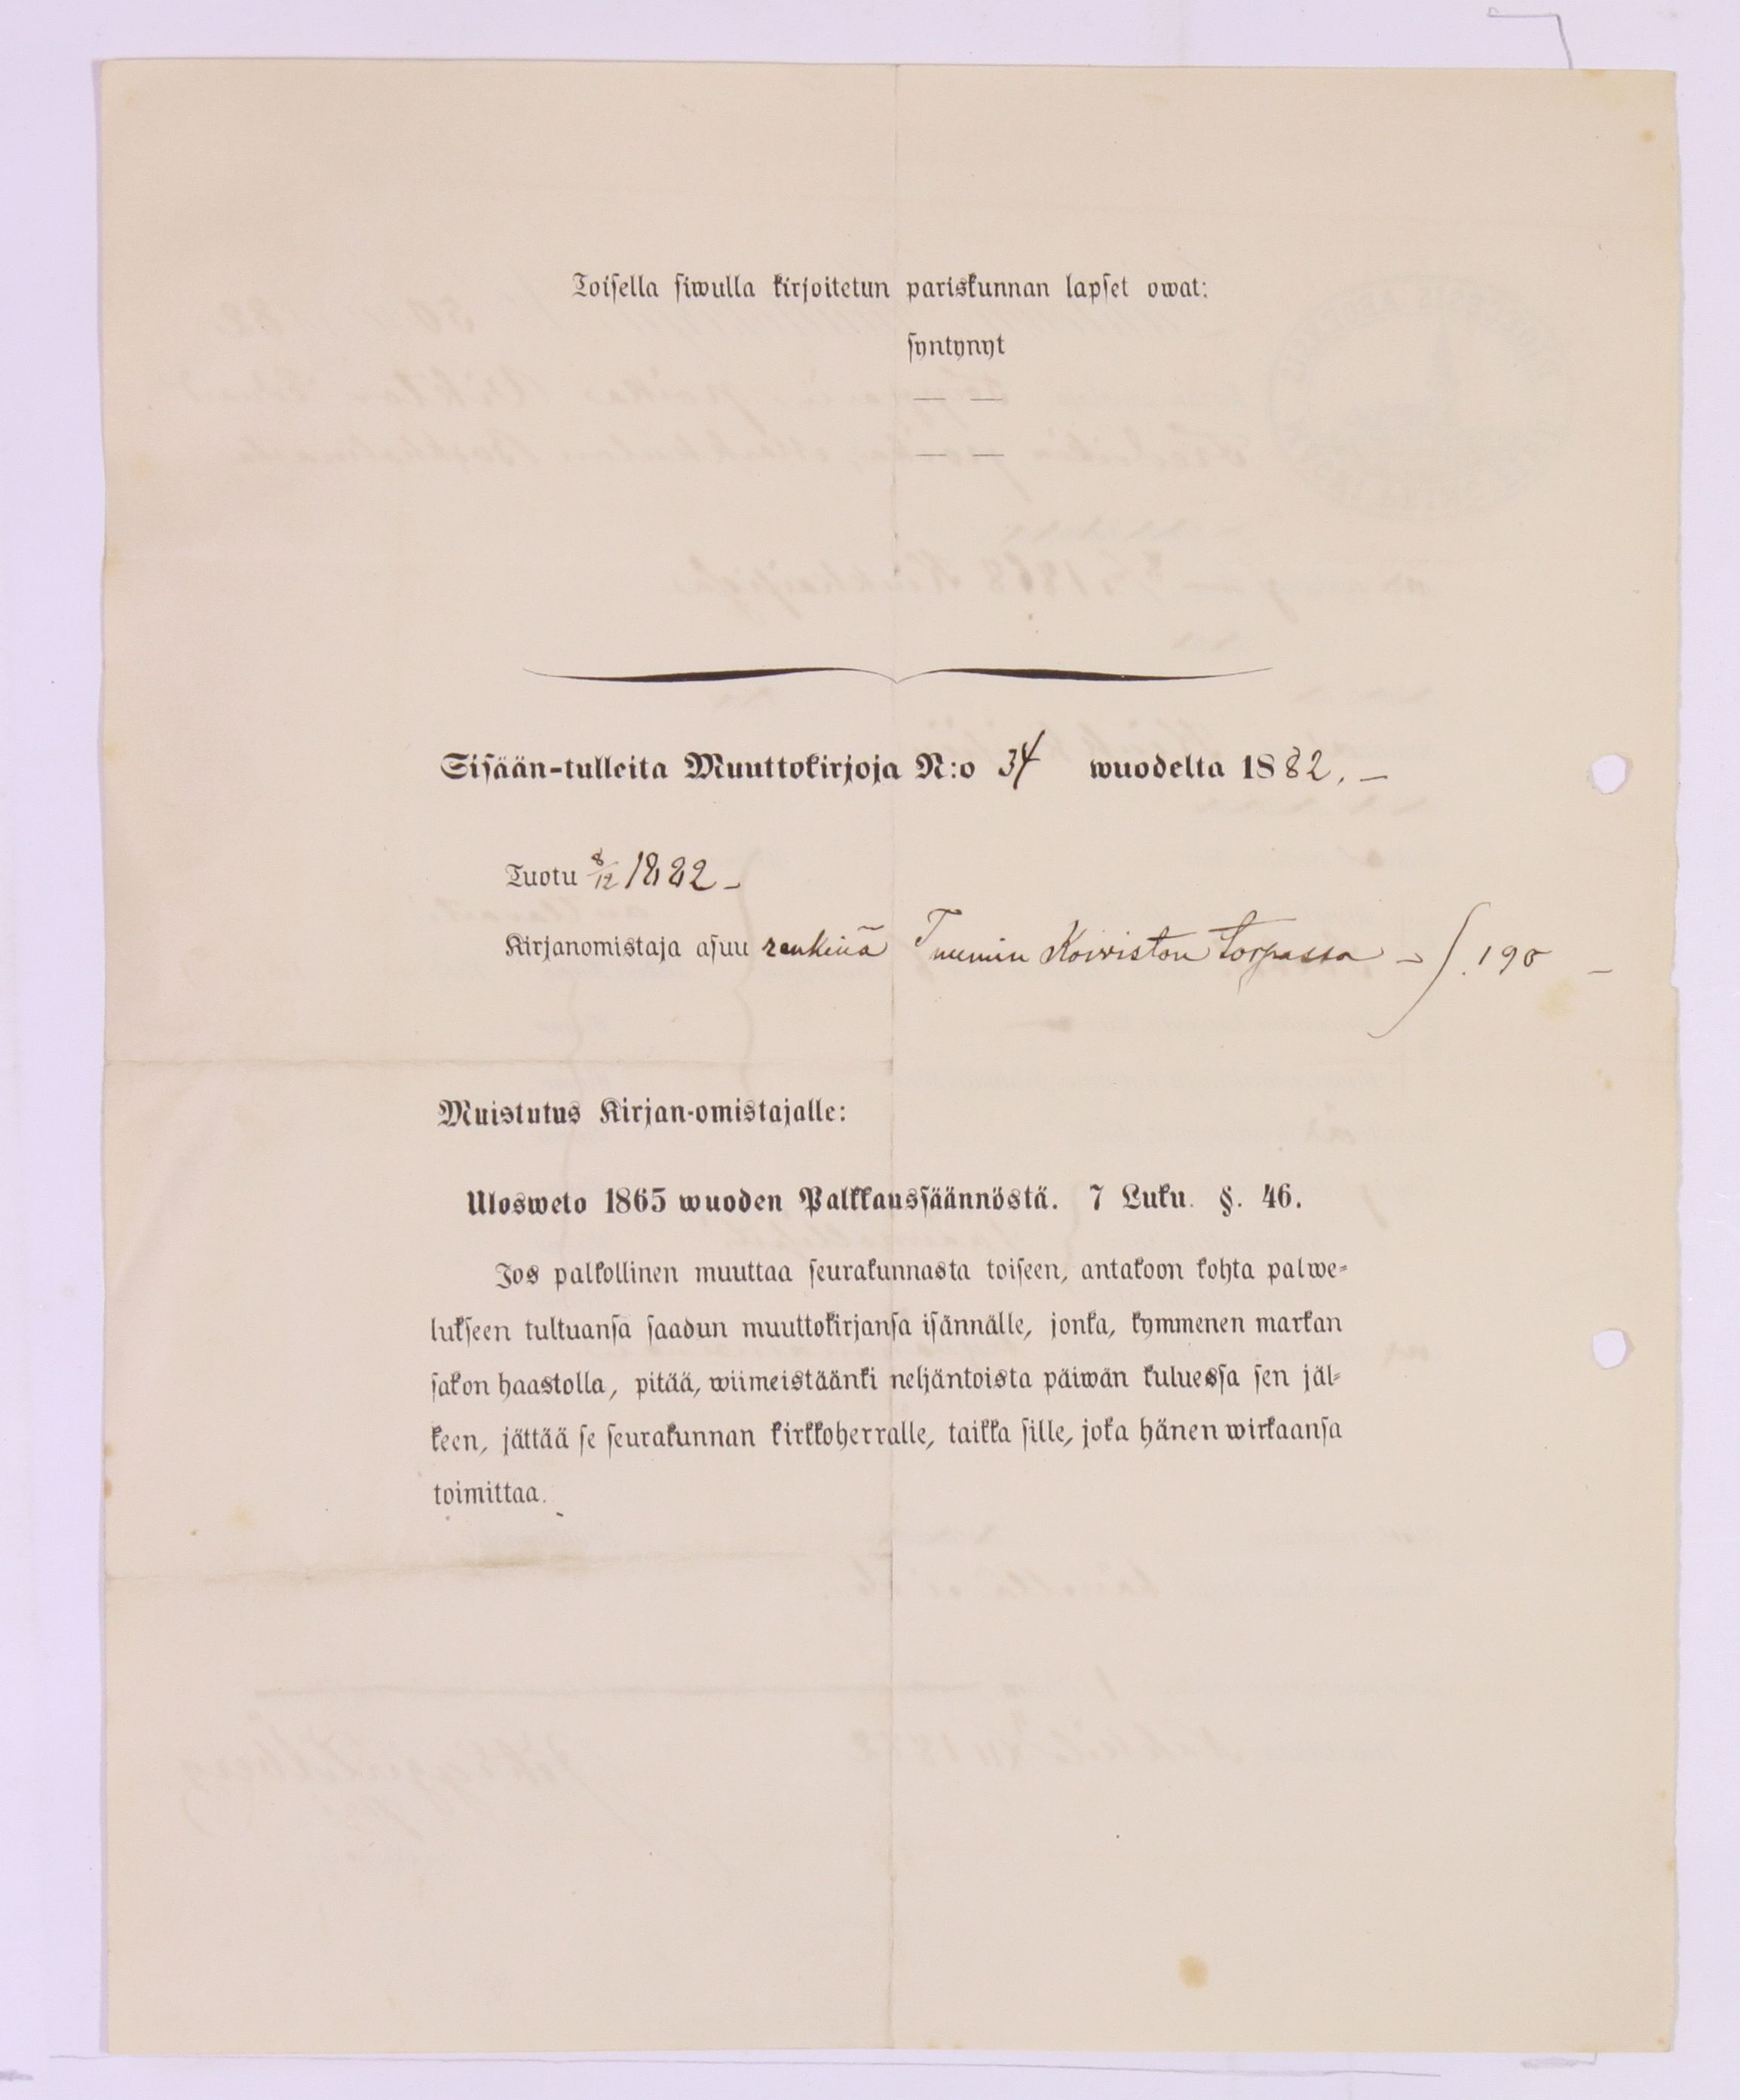 Toisella siwulla kirjoitetun pariskunnan lapset owat:
syntynyt
— —
— —
Sisään-tulleita Muuttokirjoja N:o 34 wuodelta 1882. —
Tuotu 8/12 1882 —
Kirjanomistaja asuu renkinä Tuumin Koiviston torpassa — S. 190 —
Muistutus Kirjan-omistajalle:
Ulosweto 1865 wuoden Palkkaussäännöstä. 7 Luku. §. 46.
Jos palkollinen muuttaa seurakunnasta toiseen, antakoon kohta palwe-
lukseen tultuansa saadun muuttokirjansa isännälle, jonka, kymmenen markan
sakon haastolla, pitää, wiimeistäänki neljäntoista päiwän kuluessa sen jäl-
keen, jättää se seurakunnan kirkkoherralle, taikka sille, joka hänen wirkaansa
toimittaa.